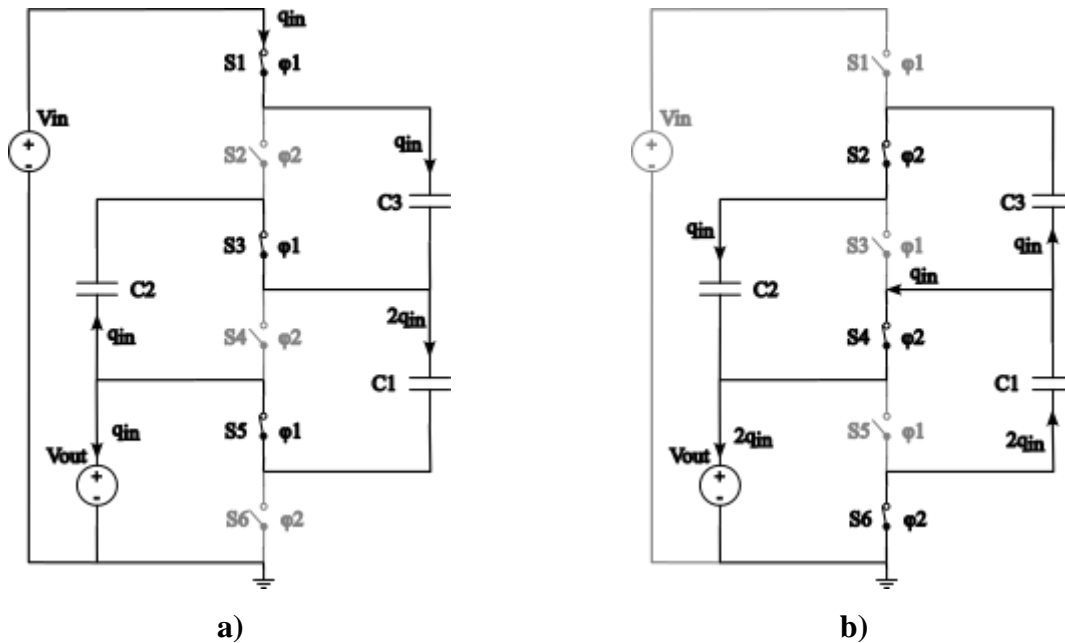 qin
S1 φ1
Vin
+
-
S2 φ2
qin
C3
S3 φ1
C2
2qin
qin
S4 φ2
C1
qin
S5 φ1
Vout
+
-
S6 φ2
a)
S1 φ1
Vin
+
-
S2 φ2
C3
qin
S3 φ1
qin
qin
C2
S4 φ2
C1
2qin
S5 φ1
2qin
Vout
+
-
S6 φ2
b)